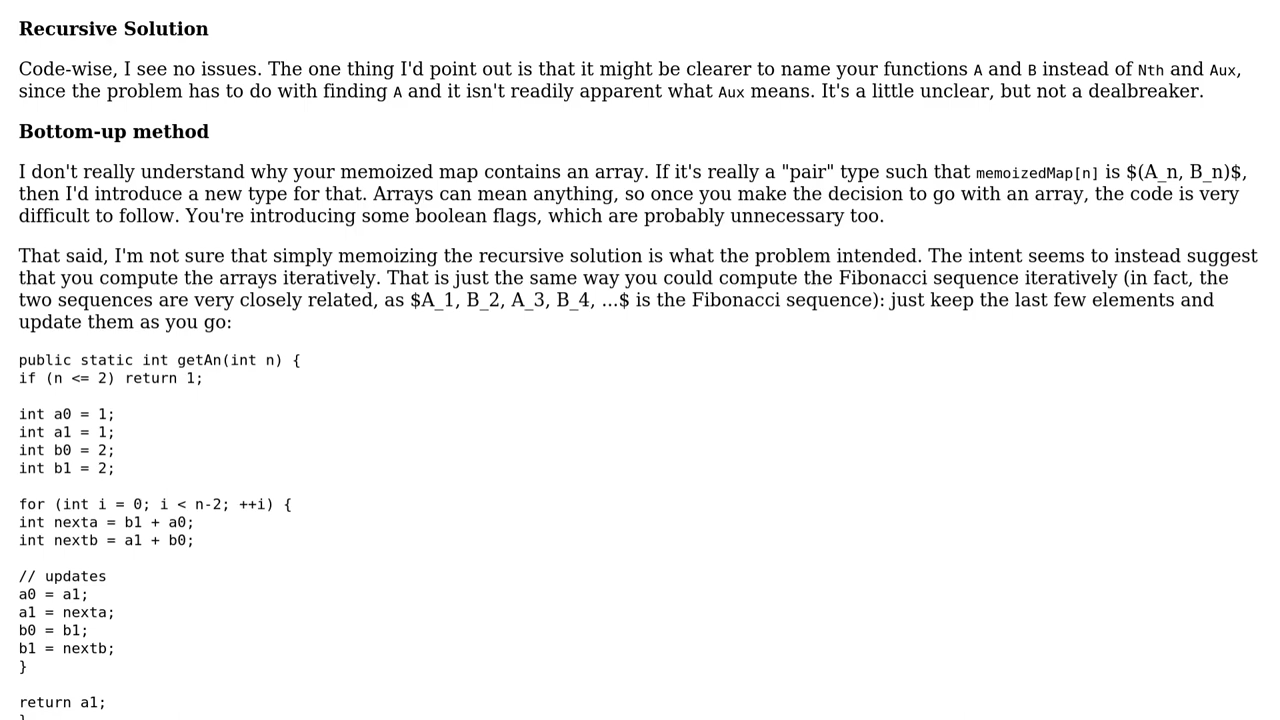 Recursive Solution
Code-wise, I see no issues. The one thing I'd point out is that it might be clearer to name your functions A and B instead of Nth and Aux,
since the problem has to do with finding A and it isn't readily apparent what Aux means. It's a little unclear, but not a dealbreaker.
Bottom-up method
I don't really understand why your memoized map contains an array. If it's really a "pair" type such that memoizedMap[n] is $(A_n, B_n)$,
then I'd introduce a new type for that. Arrays can mean anything, so once you make the decision to go with an array, the code is very
difficult to follow. You're introducing some boolean flags, which are probably unnecessary too.
That said, I'm not sure that simply memoizing the recursive solution is what the problem intended. The intent seems to instead suggest
that you compute the arrays iteratively. That is just the same way you could compute the Fibonacci sequence iteratively (in fact, the
two sequences are very closely related, as $A_1, B_2, A_3, B_4, ...$ is the Fibonacci sequence): just keep the last few elements and
update them as you go:
public static int getAn(int n) {
if (n <= 2) return 1;
int a0 = 1;
int a1 = 1;
int b0 = 2;
int b1 = 2;
for (int i = 0; i < n-2; ++i) {
int nexta = b1 + a0;
int nextb = a1 + b0;
// updates
a0 = a1;
a1 = nexta;
b0 = b1;
b1 = nextb;
}
return a1;
}